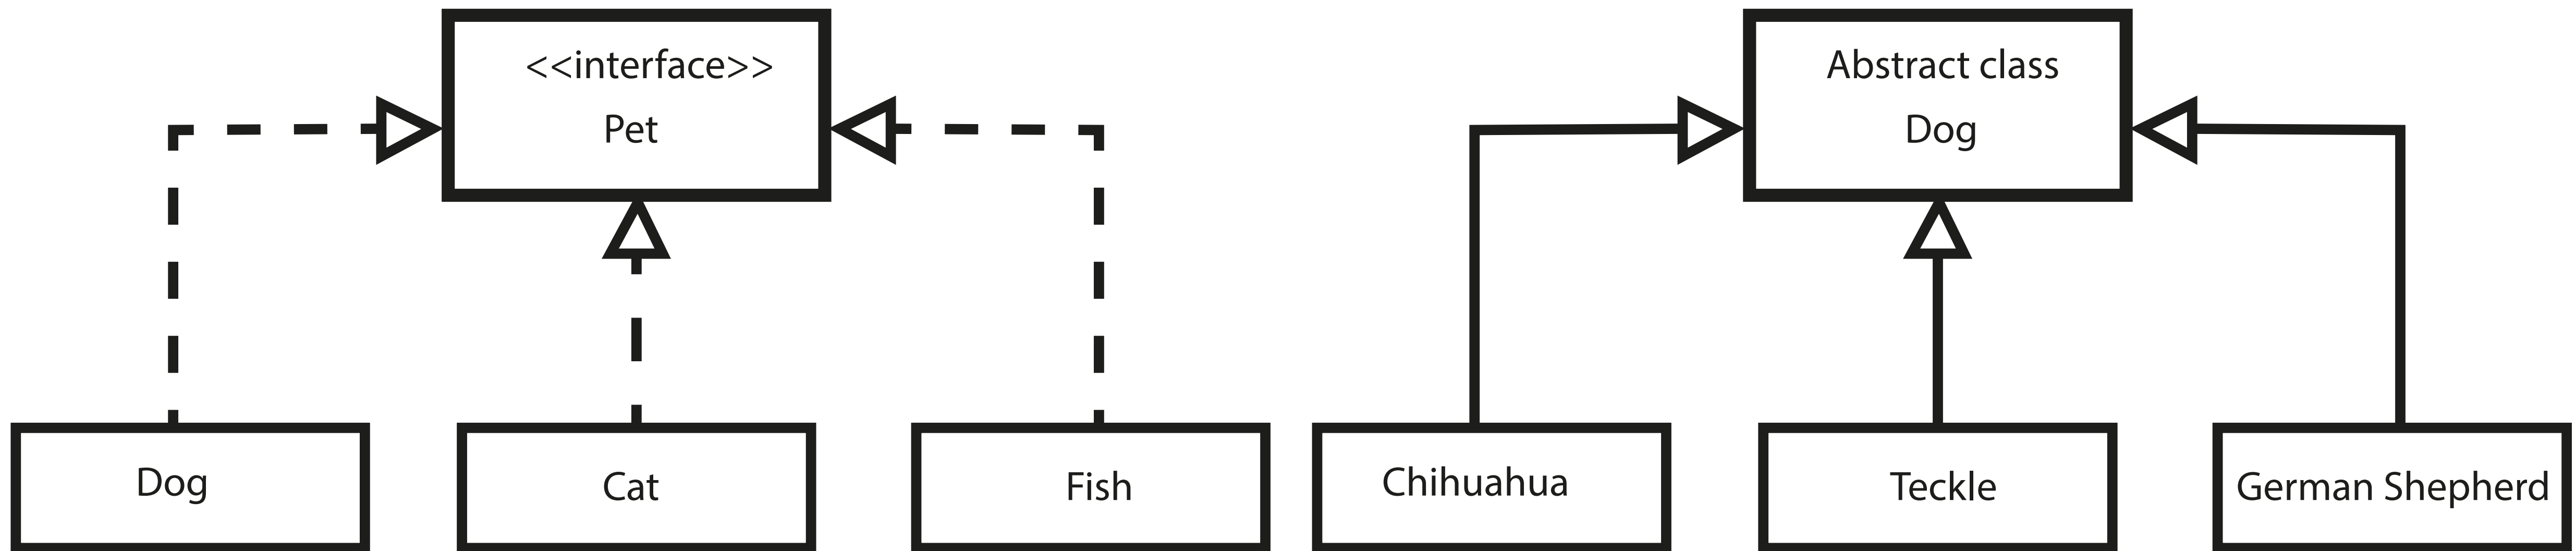 <<interface>>
Pet
Dog
Cat
Fish
Abstract class
Dog
Chihuahua
Teckle
German Shepherd